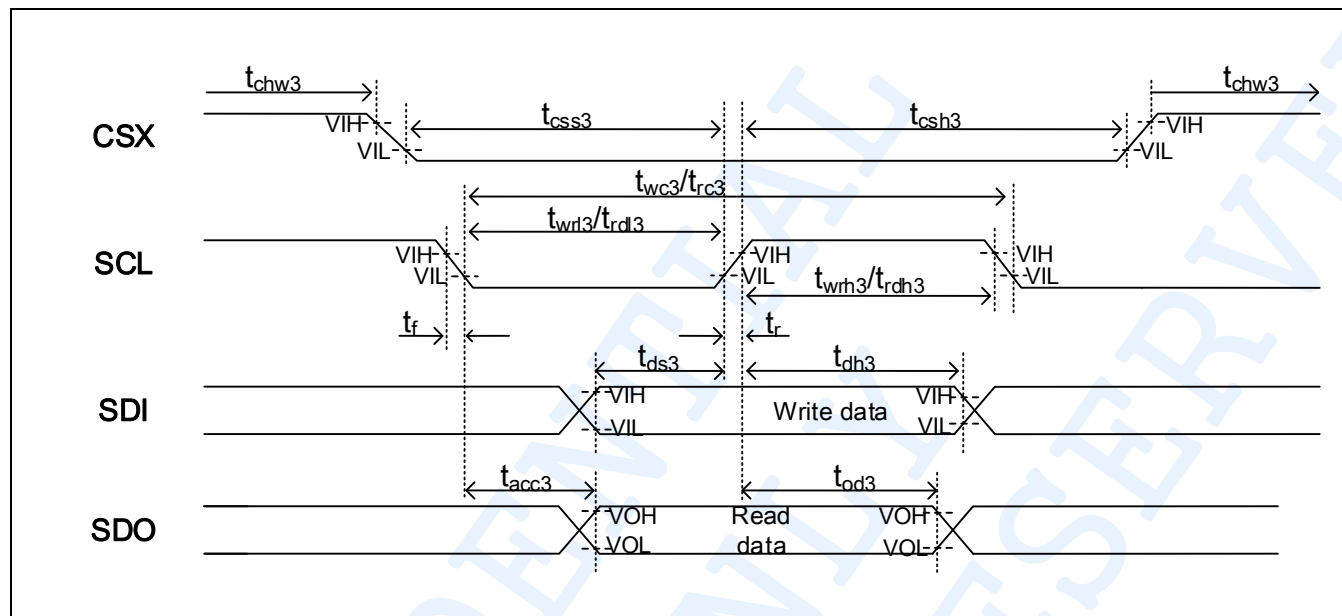 tchw3
tchw3
tcss3
tcsh3
CSX
VIH
VIL
VIH
VIL
twc3/trc3
twrl3/trdl3
SCL
VIH
VIL
VIH
VIL
VIH
VIL
twrh3/trdh3
tf
tr
tds3
tdh3
SDI
VIH
VIL
Write data
VIH
VIL
tacc3
tod3
SDO
VOH
VOL
Read
data
VOH
VOL